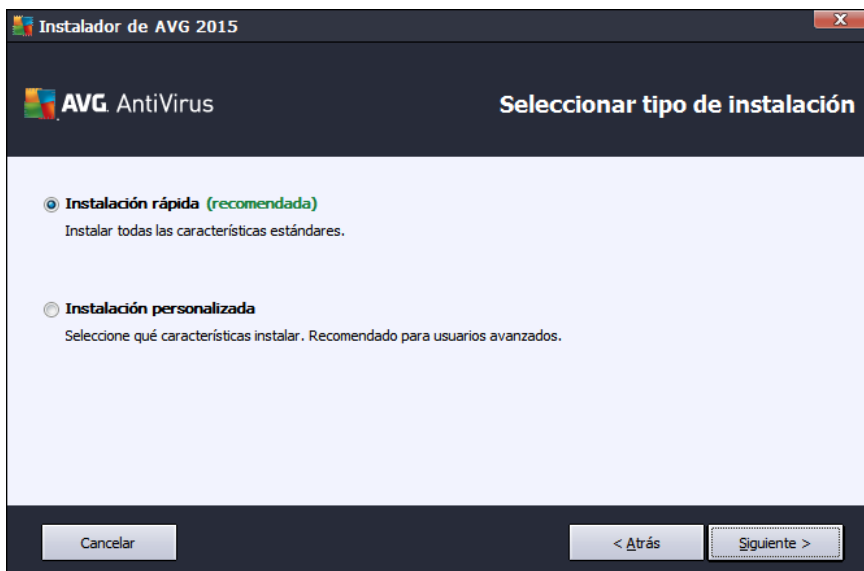 Instalador de AVG 2015
AVG. AntiVirus
Seleccionar tipo de instalación
Instalación rápida (recomendada)
Instalar todas las características estándares.
Instalación personalizada
Seleccione qué características instalar. Recomendado para usuarios avanzados.
Cancelar
< Atrás
Siguiente >